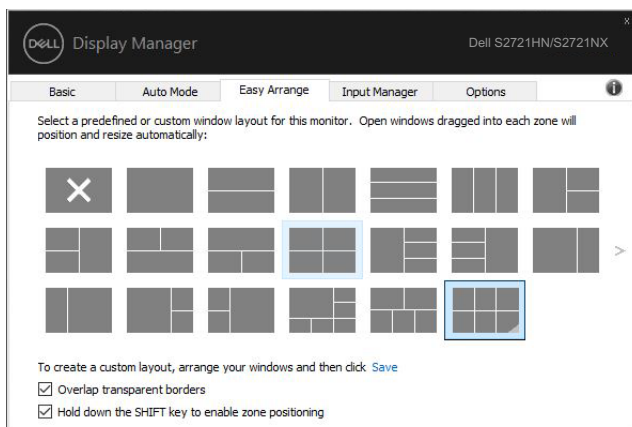 x
DELL Display Manager Dell S2721HN/S2721NX
Basic Auto Mode Easy Arrange Input Manager Options i
Select a predefined or custom window layout for this monitor. Open windows dragged into each zone will
position and resize automatically:
>
To create a custom layout, arrange your windows and then click Save
Overlap transparent borders
Hold down the SHIFT key to enable zone positioning